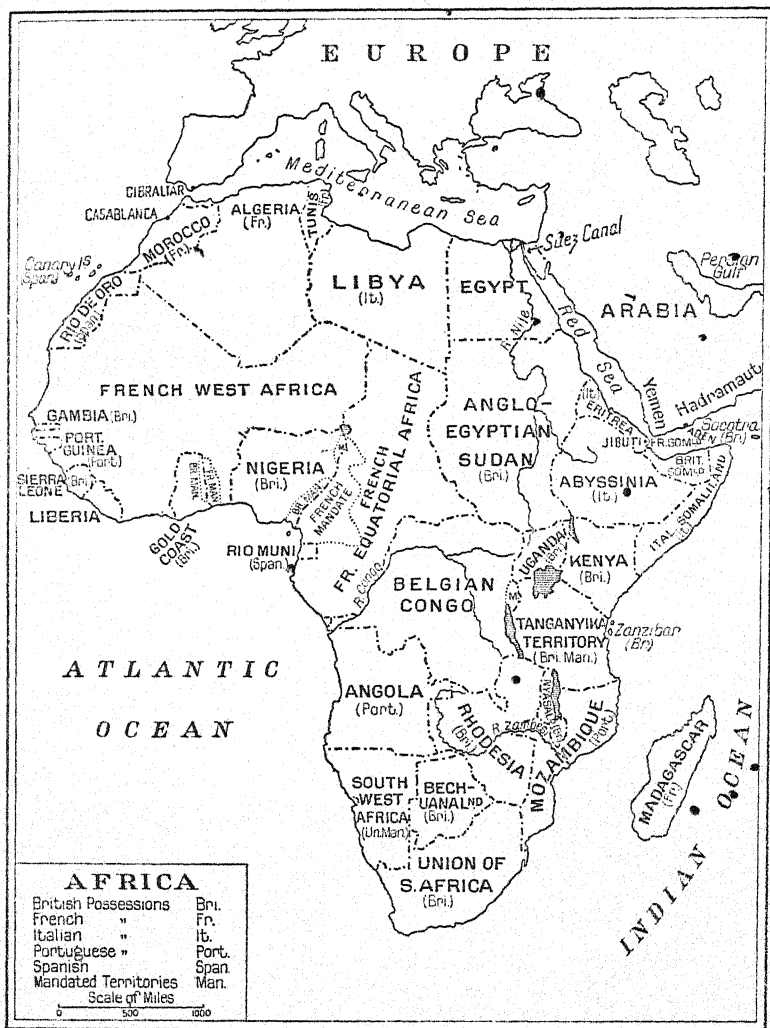 EUROPE
Mediterranean Sea
GIBRALTAR
CASABLANCA
MOROCCO
(Fr.)
ALGERIA
(Fr.)
TUNIS
(Fr.)
Suez Canal
Canary Is
(Span)
LIBYA
(It.)
EGYPT
R. Nile
Persian
Gulf
ARABIA
Red
Sea
RIO DE ORO
(Span.)
FRENCH WEST AFRICA
GAMBIA (Bri.)
PORT.
GUINEA
(Port.)
SIERRA
LEONE
(Bri.)
LIBERIA
GOLD
COAST
(Bri.)
NIGERIA
(Bri.)
FRENCH
MANDATE
FRENCH
FR. EQUATORIAL AFRICA
ANGLO-
EGYPTIAN
SUDAN
(Bri.)
(It.)
ERITREA
Yemen
Hadramaut
ADEN
Socotra
(Br)
JIBUTI
FR. SOMLD
BRIT.
SOMLD
ABYSSINIA
(It.)
ITAL. SOMALILAND
RIO MUNI
(Span.)
R. Congo
BELGIAN
CONGO
UGANDA
(Bri.)
KENYA
(Bri.)
TANGANYIKA
TERRITORY
(Bri. Man.)
Zanzibar
(Br)
ATLANTIC
OCEAN
ANGOLA
(Port.)
RHODESIA
(Bri.)
R. Zambesi
MOZAMBIQUE
(Port.)
MADAGASCAR
(Fr)
SOUTH
WEST
AFRICA
(Un. Man.)
BECH-
UANALND
(Bri.)
UNION OF
S. AFRICA
(Bri.)
INDIAN OCEAN
AFRICA
British Possessions Bri.
French " Fr.
Italian " It.
Portuguese " Port.
Spanish Span.
Mandated Territories Man.
Scale of Miles
0 500 1000